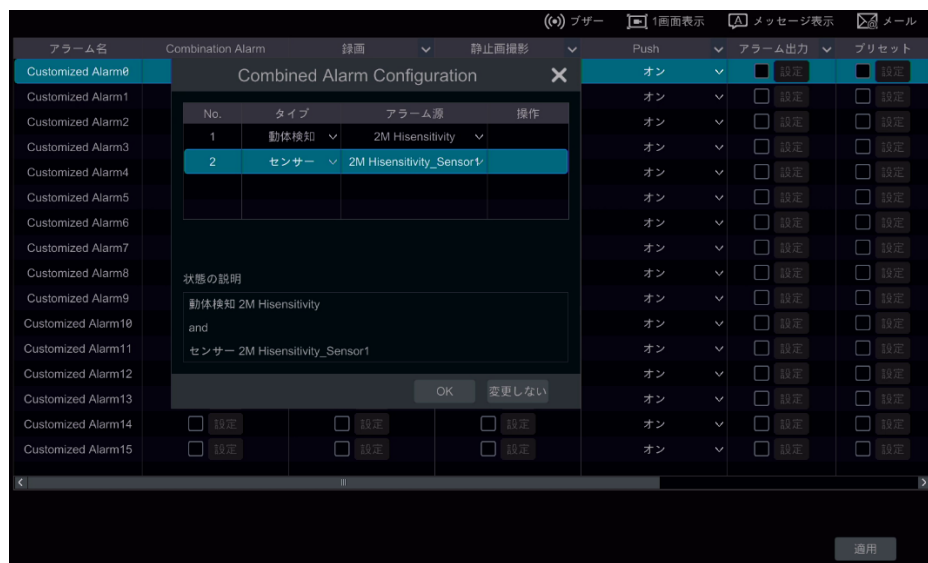 ブザー 1画面表示 メッセージ表示 メール
アラーム名 Combination Alarm 録画 静止画撮影 Push アラーム出力 プリセット
Customized Alarm0 オン 設定 設定
Combined Alarm Configuration
Customized Alarm1 オン 設定 設定
No. タイプ アラーム源 操作
Customized Alarm2 オン 設定 設定
1 動体検知 2M Hisensitivity
Customized Alarm3 オン 設定 設定
2 センサー 2M Hisensitivity_Sensor1
Customized Alarm4 オン 設定 設定
Customized Alarm5 オン 設定 設定
Customized Alarm6 オン 設定 設定
Customized Alarm7 オン 設定 設定
Customized Alarm8 オン 設定 設定
状態の説明
Customized Alarm9 オン 設定 設定
動体検知 2M Hisensitivity
Customized Alarm10 オン 設定 設定
and
Customized Alarm11 オン 設定 設定
センサー 2M Hisensitivity_Sensor1
Customized Alarm12 オン 設定 設定
OK 変更しない
Customized Alarm13 オン 設定 設定
Customized Alarm14 設定 設定 設定 オン 設定 設定
Customized Alarm15 設定 設定 設定 オン 設定 設定
適用